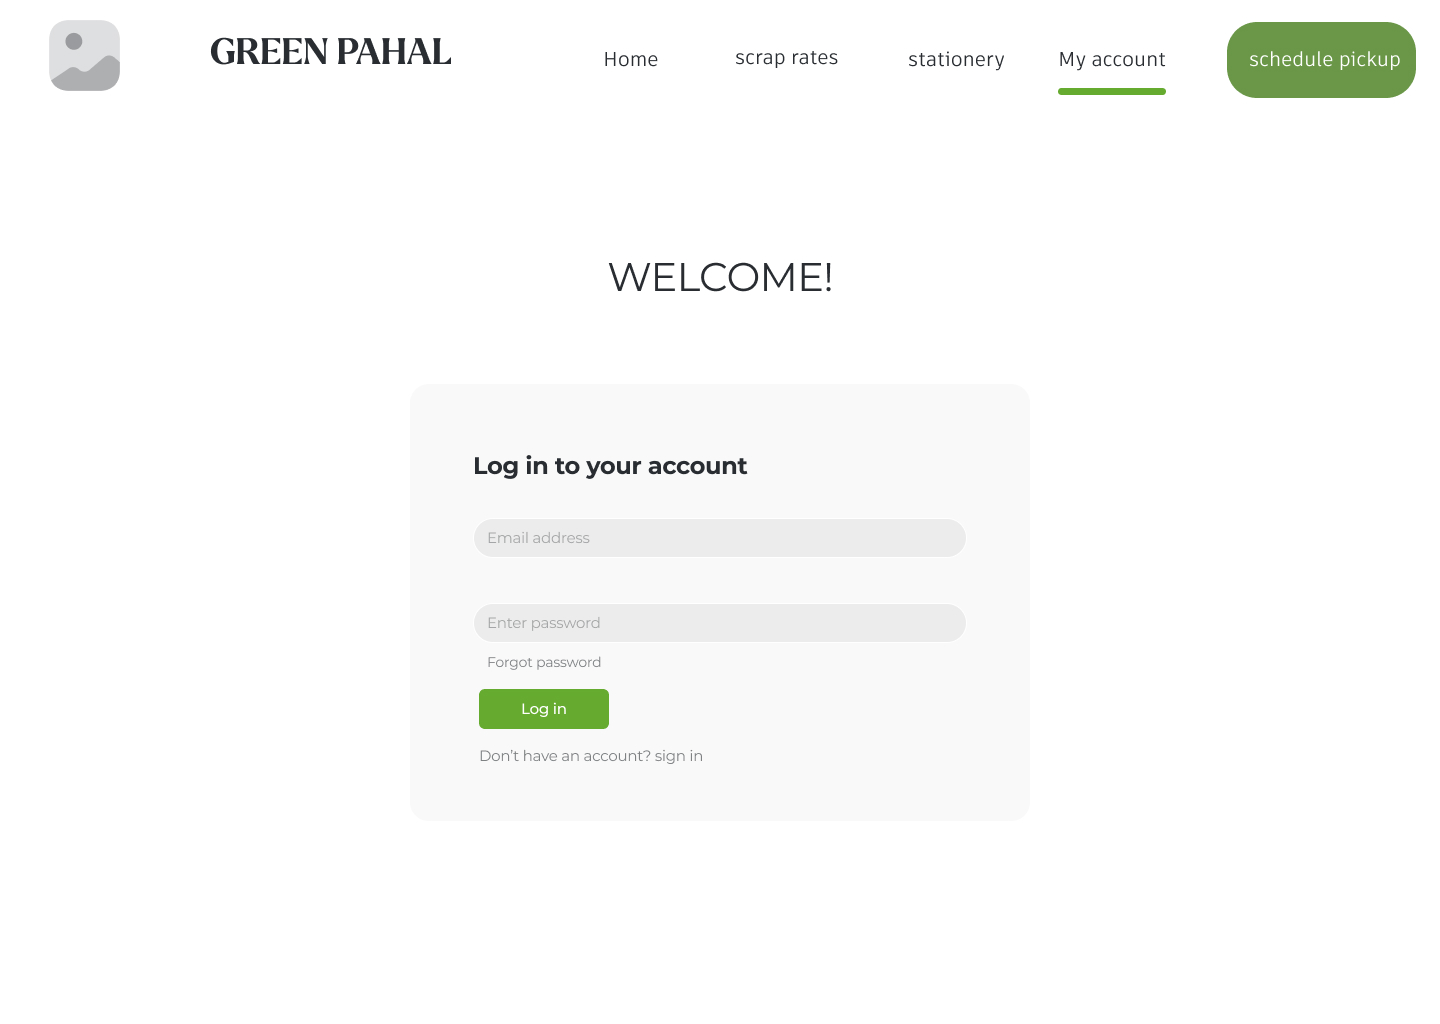 GREEN PAHAL
Home
scrap rates
stationery
My account
schedule pickup
WELCOME!
Log in to your account
Email address
Enter password
Forgot password
Log in
Don't have an account? sign in